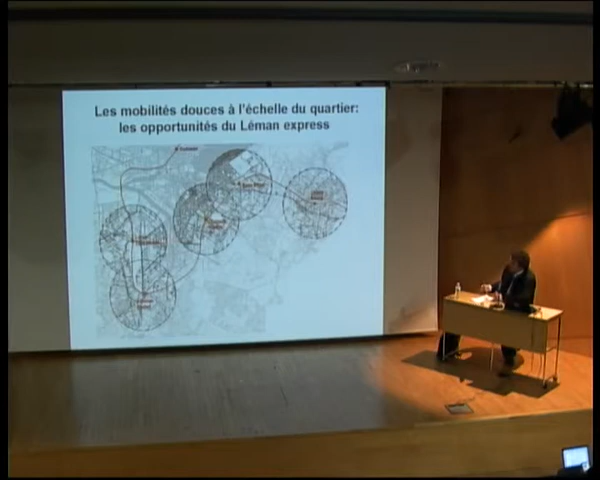 Les mobilités douces à l'échelle du quartier:
les opportunités du Léman express